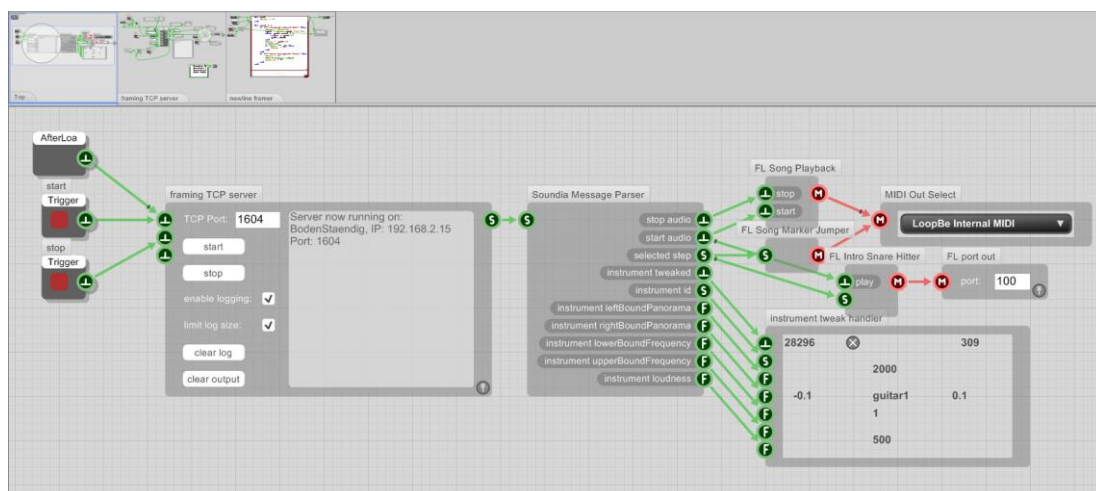 Top
framing TCP server
newline framer
AfterLoa
start
Trigger
stop
Trigger
framing TCP server
TCP Port: 1604
start
stop
enable logging:
limit log size:
clear log
clear output
Server now running on:
BodenStaendig, IP: 192.168.2.15
Port: 1604
S
S
Soundia Message Parser
stop audio
start audio
selected step
S
instrument tweaked
instrument id
S
instrument leftBoundPanorama
F
instrument rightBoundPanorama
F
instrument lowerBoundFrequency
F
instrument upperBoundFrequency
F
instrument loudness
F
FL Song Playback
stop
M
start
FL Song Marker Jumper
S
M
MIDI Out Select
M
LoopBe Internal MIDI
FL Intro Snare Hitter
play
M
S
FL port out
M
port: 100
instrument tweak handler
28296
309
S
2000
F
-0.1
guitar1
0.1
F
1
F
500
F
F